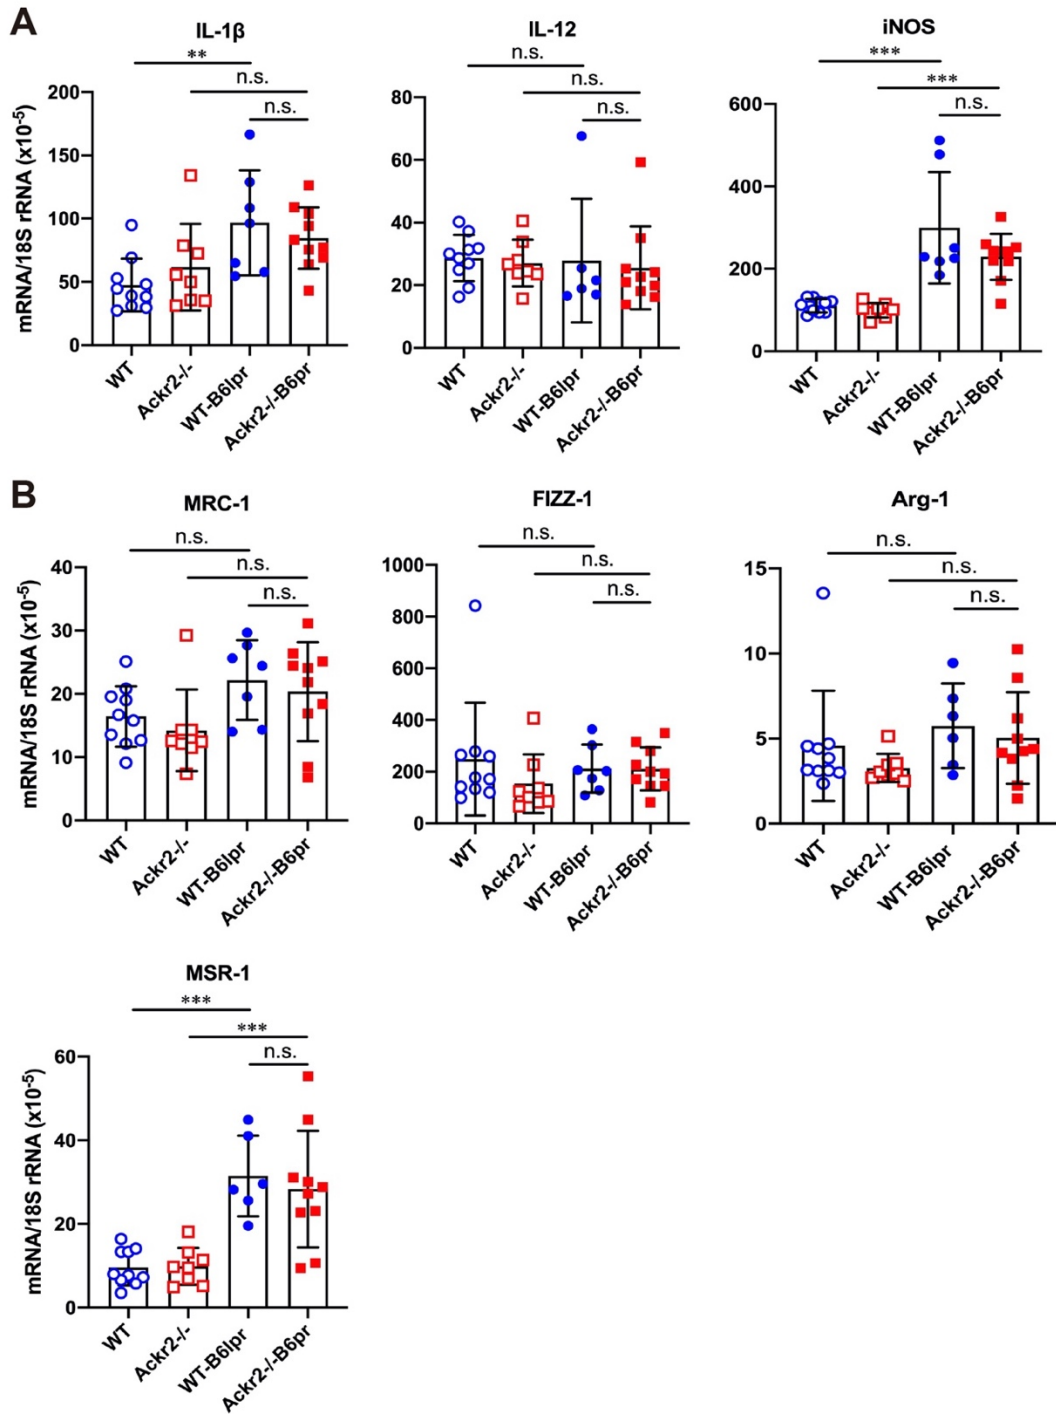 A
IL-1β
**
n.s.
n.s.
mRNA/18S rRNA (x10-5)
200
150
100
50
0
WT
Ackr2-/-
WT-B6lpr
Ackr2-/-B6pr
IL-12
n.s.
n.s.
n.s.
80
60
40
20
0
WT
Ackr2-/-
WT-B6lpr
Ackr2-/-B6pr
iNOS
***
***
n.s.
600
400
200
0
WT
Ackr2-/-
WT-B6lpr
Ackr2-/-B6pr
B
MRC-1
n.s.
n.s.
n.s.
mRNA/18S rRNA (x10-5)
40
30
20
10
0
WT
Ackr2-/-
WT-B6lpr
Ackr2-/-B6pr
FIZZ-1
n.s.
n.s.
n.s.
1000
800
600
400
200
0
WT
Ackr2-/-
WT-B6lpr
Ackr2-/-B6pr
Arg-1
n.s.
n.s.
n.s.
15
10
5
0
WT
Ackr2-/-
WT-B6lpr
Ackr2-/-B6pr
MSR-1
***
***
n.s.
mRNA/18S rRNA (x10-5)
60
40
20
0
WT
Ackr2-/-
WT-B6lpr
Ackr2-/-B6pr